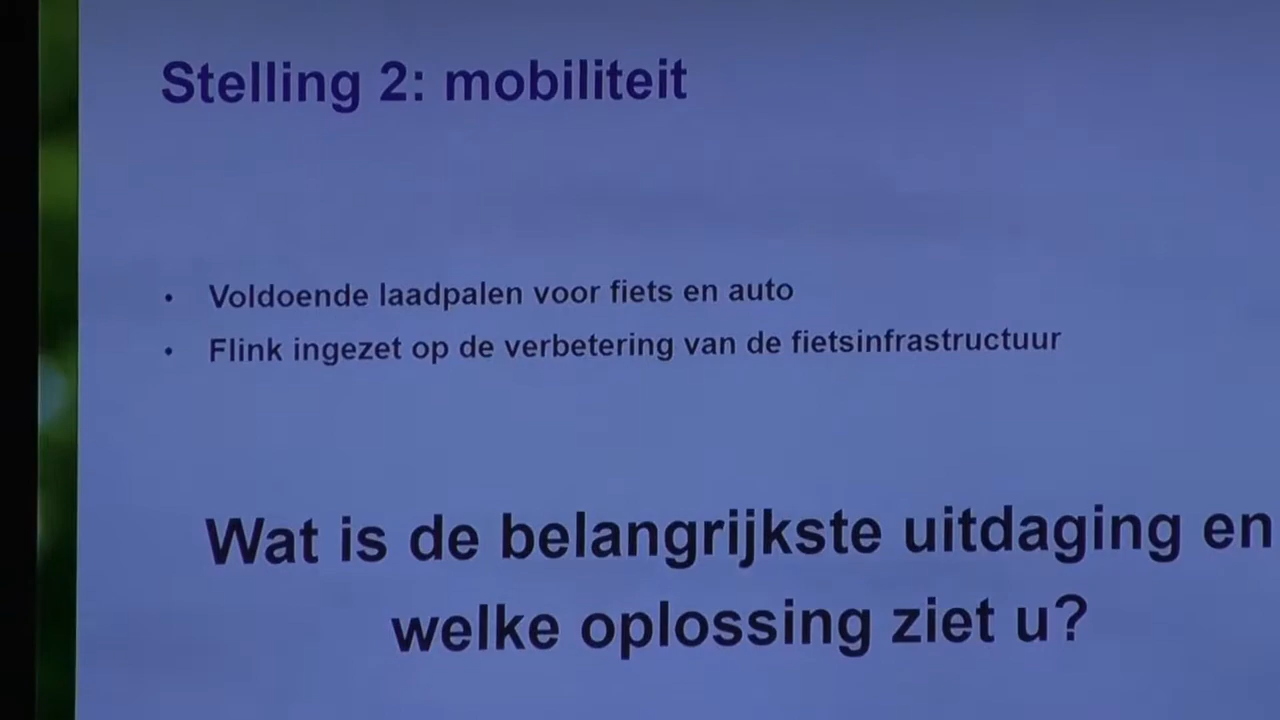 Stelling 2: mobiliteit
• Voldoende laadpalen voor fiets en auto
• Flink ingezet op de verbetering van de fietsinfrastructuur
Wat is de belangrijkste uitdaging en
welke oplossing ziet u?